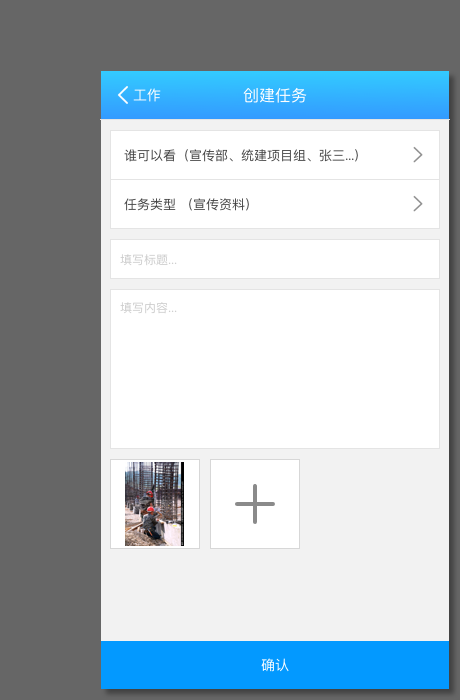 工作
创建任务
谁可以看（宣传部、统建项目组、张三...）
任务类型 （宣传资料）
填写标题...
填写内容...
确认